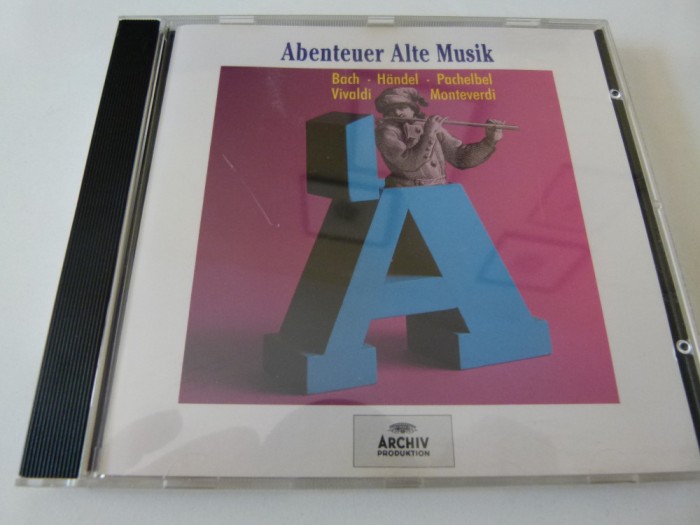 Abenteuer Alte Musik
Bach · Händel · Pachelbel
Vivaldi Monteverdi
A
ARCHIV
PRODUKTION